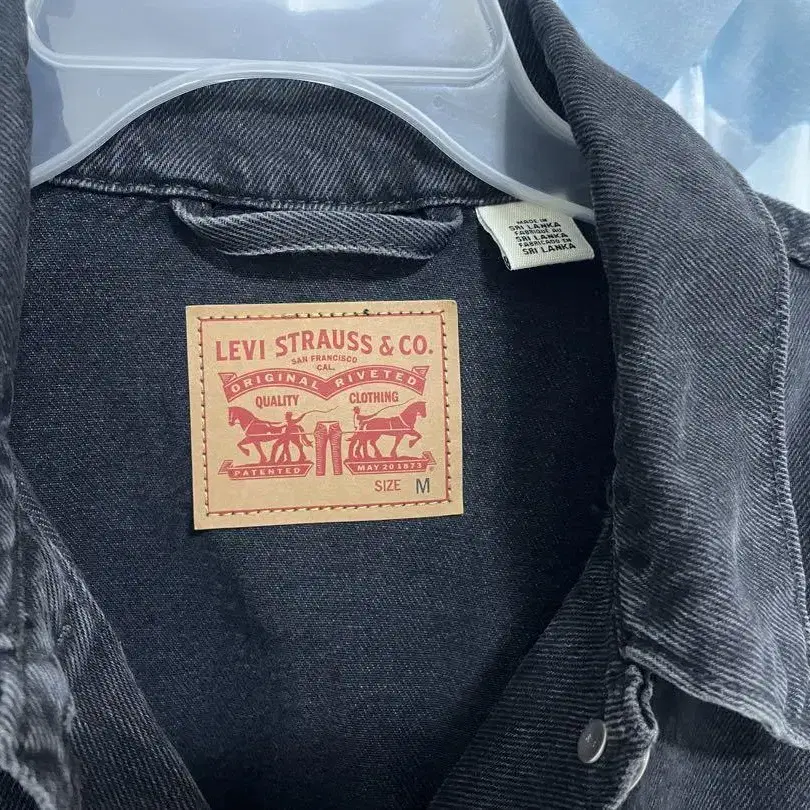 MADE IN
SRI LANKA
FABRIQUE AU
SRI LANKA
FABRICADO EN
SRI LANKA
LEVI STRAUSS & CO.
SAN FRANCISCO
CAL.
ORIGINAL RIVETED
QUALITY CLOTHING
PATENTED MAY 20 1873
SIZE M